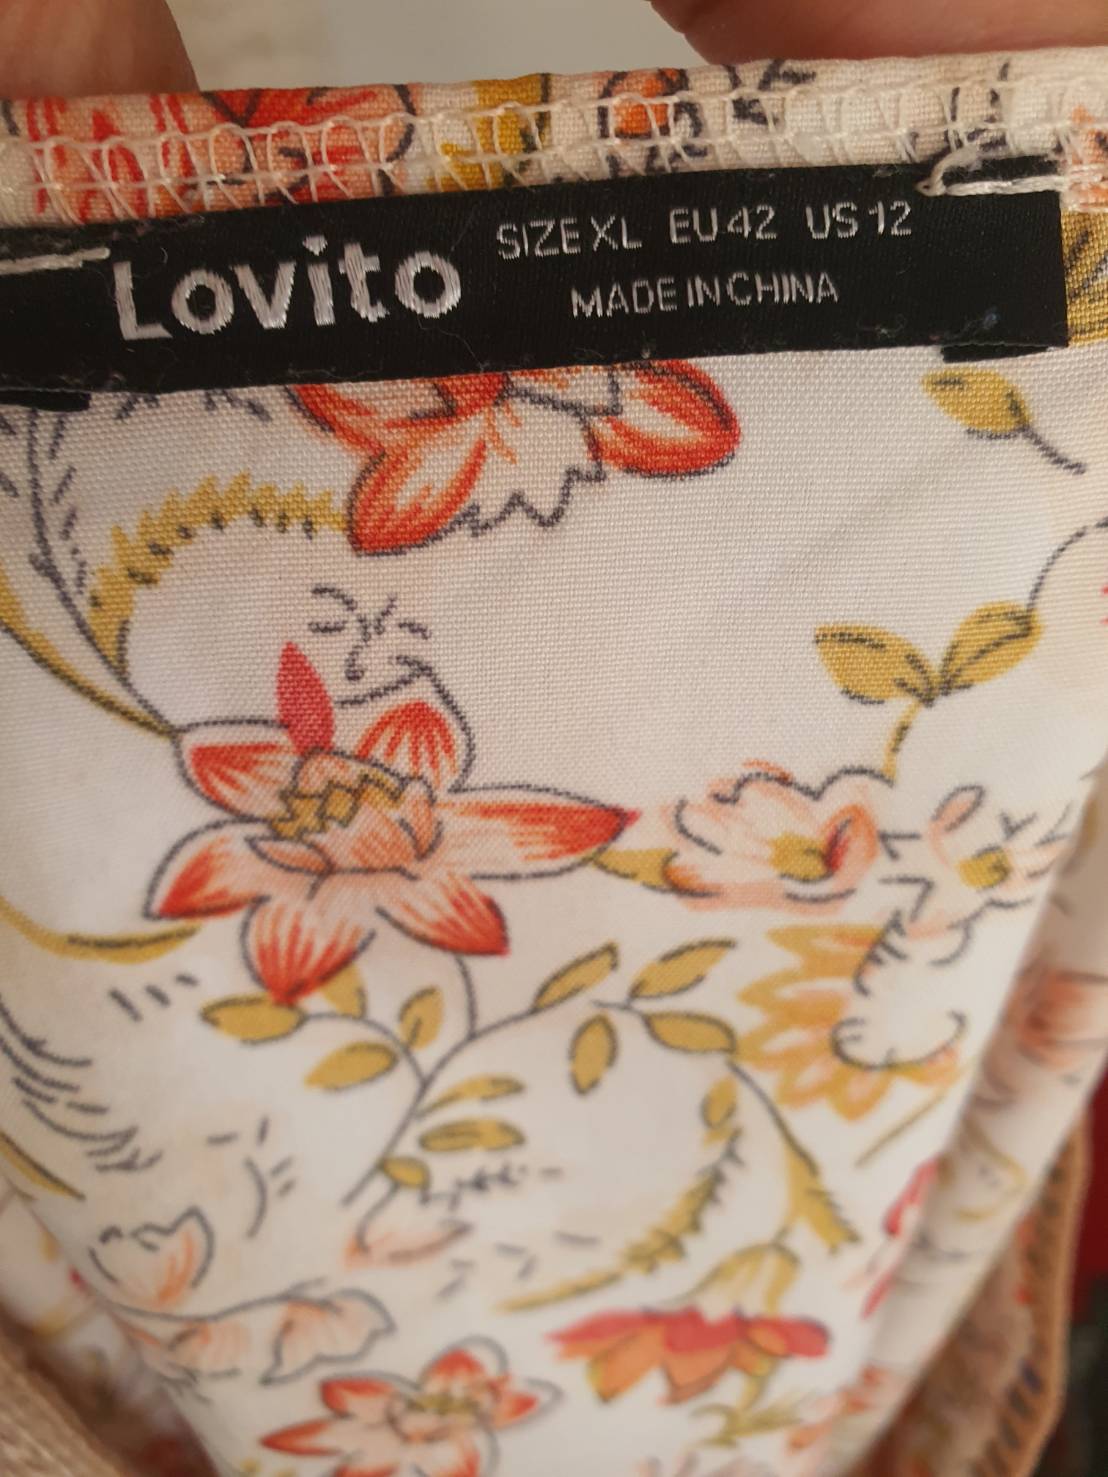 Lovito
SIZE XL EU 42 US 12
MADE IN CHINA